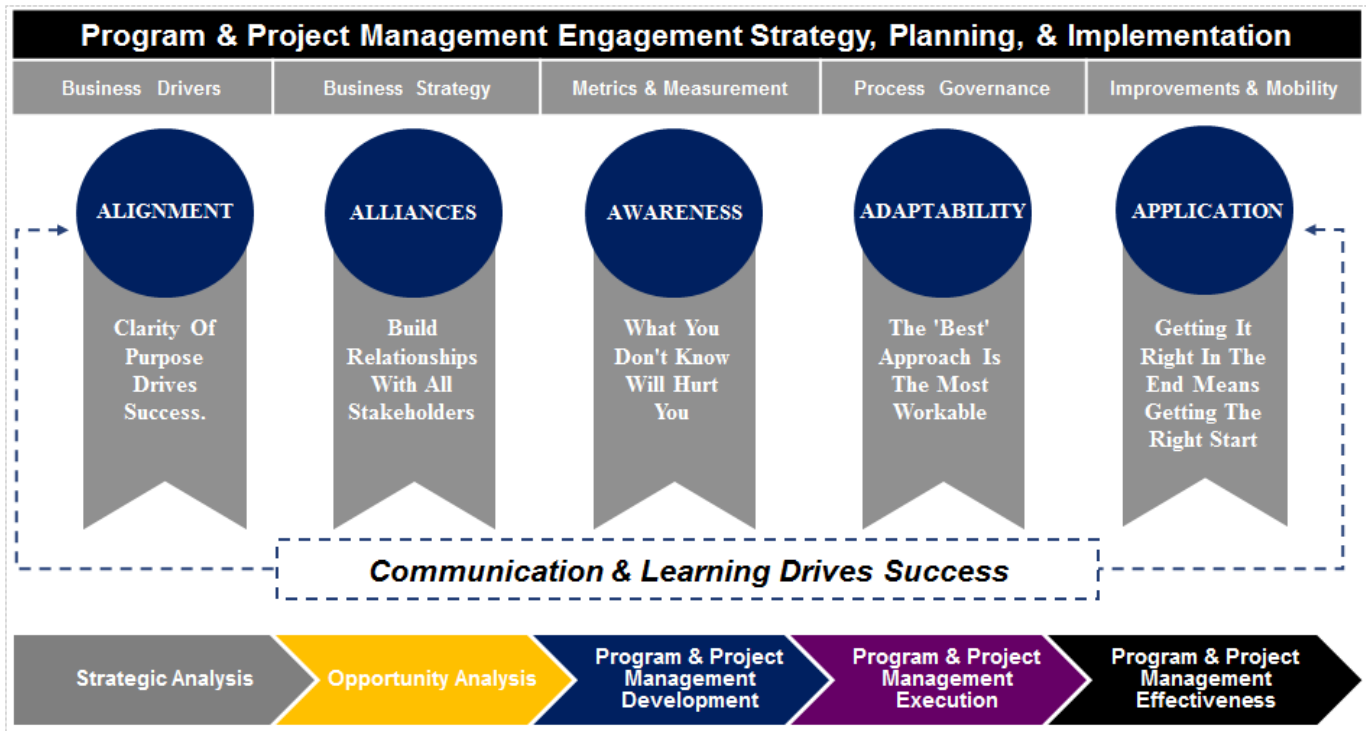 Program & Project Management Engagement Strategy, Planning, & Implementation
Business Drivers
Business Strategy
Metrics & Measurement
Process Governance
Improvements & Mobility
ALIGNMENT
Clarity Of
Purpose
Drives
Success.
ALLIANCES
Build
Relationships
With All
Stakeholders
AWARENESS
What You
Don't Know
Will Hurt
You
ADAPTABILITY
The 'Best'
Approach Is
The Most
Workable
APPLICATION
Getting It
Right In The
End Means
Getting The
Right Start
Communication & Learning Drives Success
Strategic Analysis
Opportunity Analysis
Program & Project
Management
Development
Program & Project
Management
Execution
Program & Project
Management
Effectiveness